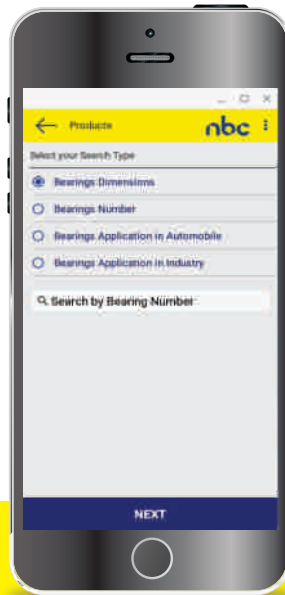 Products
nbc
Select your Search Type
Bearings Dimensions
Bearings Number
Bearings Application in Automobile
Bearings Application in Industry
Search by Bearing Number
NEXT